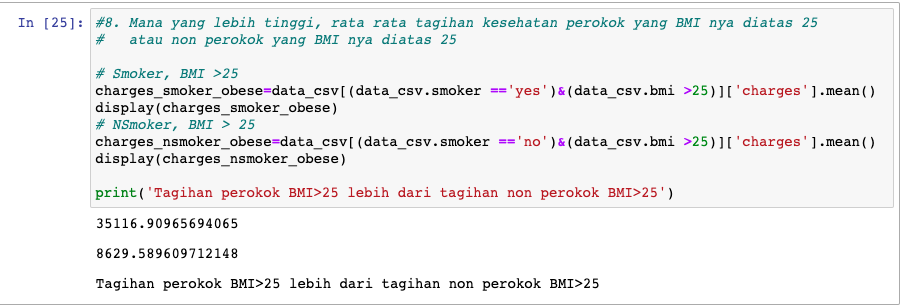 In [25]: #8. Mana yang lebih tinggi, rata rata tagihan kesehatan perokok yang BMI nya diatas 25
#   atau non perokok yang BMI nya diatas 25
# Smoker, BMI >25
charges_smoker_obese=data_csv[(data_csv.smoker =='yes')&(data_csv.bmi >25)]['charges'].mean()
display(charges_smoker_obese)
# NSmoker, BMI > 25
charges_nsmoker_obese=data_csv[(data_csv.smoker =='no')&(data_csv.bmi >25)]['charges'].mean()
display(charges_nsmoker_obese)
print('Tagihan perokok BMI>25 lebih dari tagihan non perokok BMI>25')
35116.90965694065
8629.589609712148
Tagihan perokok BMI>25 lebih dari tagihan non perokok BMI>25